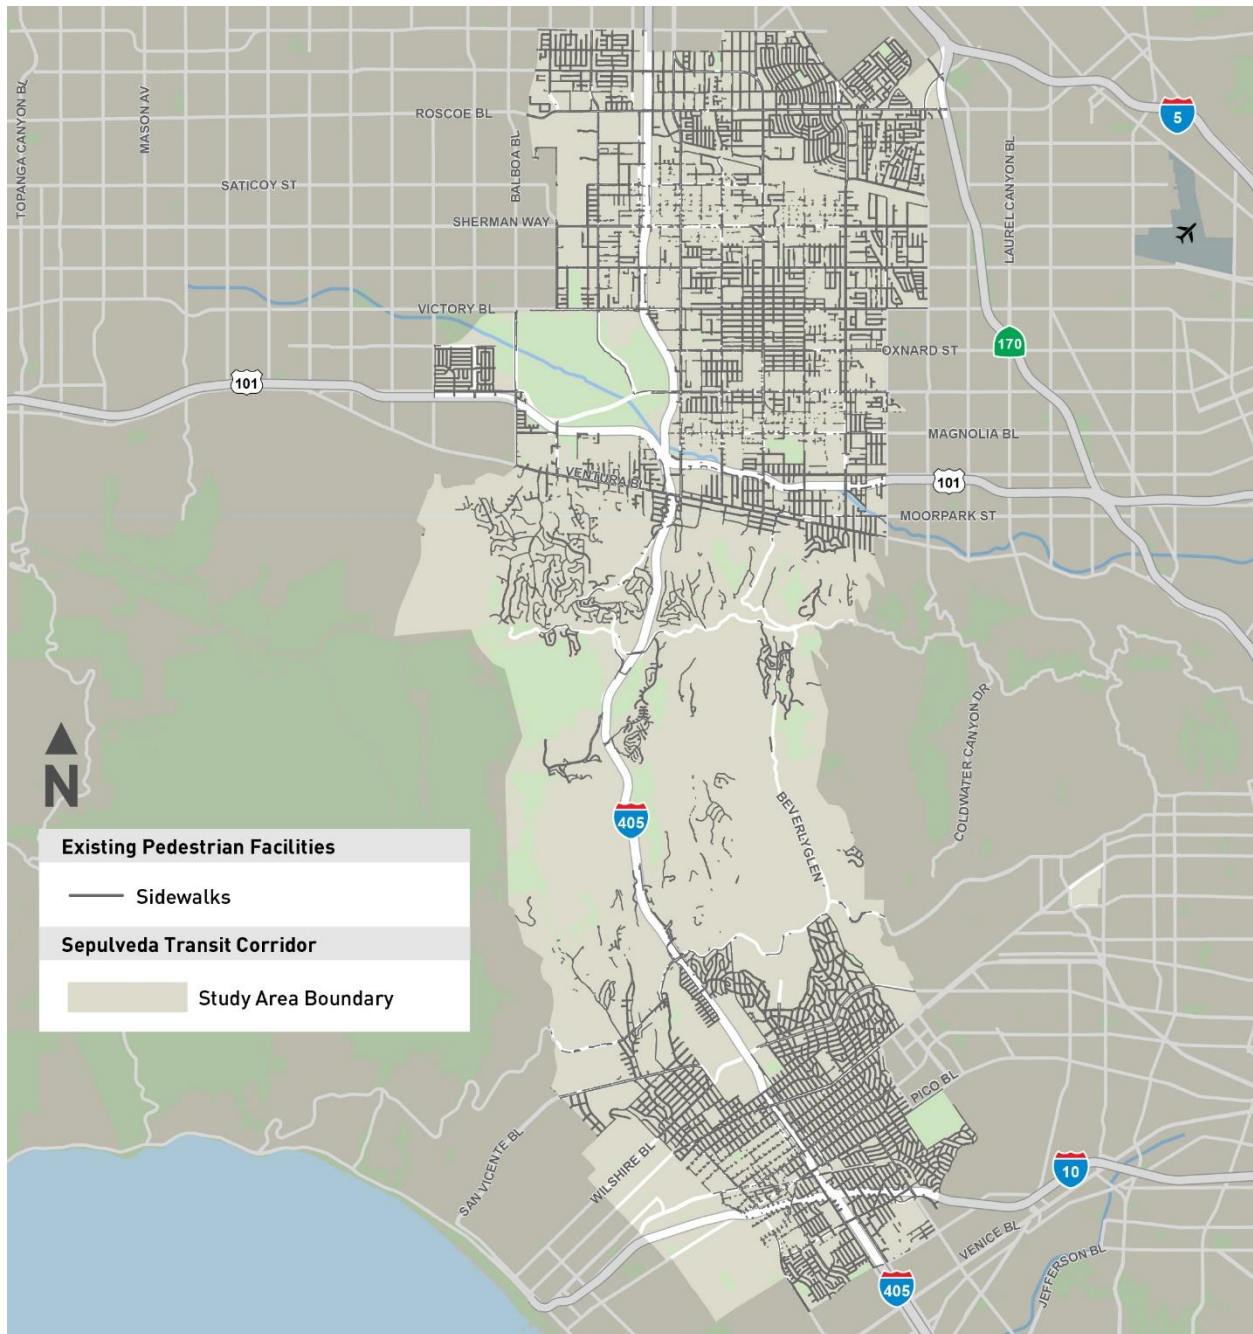 TOPANGA CANYON BL
MASON AV
ROSCOE BL
BALBOA BL
SATICOY ST
SHERMAN WAY
5
LAUREL CANYON BL
VICTORY BL
OXNARD ST
170
101
MAGNOLIA BL
101
VENTURA BL
MOORPARK ST
COLDWATER CANYON DR
N
405
BEVERLYGLEN
Existing Pedestrian Facilities
Sidewalks
Sepulveda Transit Corridor
Study Area Boundary
PICO BL
SAN VICENTE BL
WILSHIRE BL
10
VENICE BL
JEFFERSON BL
405